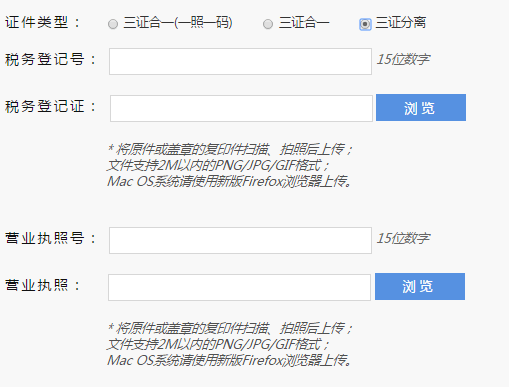 证件类型： 三证合一(一照一码) 三证合一 三证分离
税务登记号： 15位数字
税务登记证： 浏览
* 将原件或盖章的复印件扫描、拍照后上传；
文件支持2M以内的PNG/JPG/GIF格式；
Mac OS系统请使用新版Firefox浏览器上传。
营业执照号： 15位数字
营业执照： 浏览
* 将原件或盖章的复印件扫描、拍照后上传；
文件支持2M以内的PNG/JPG/GIF格式；
Mac OS系统请使用新版Firefox浏览器上传。